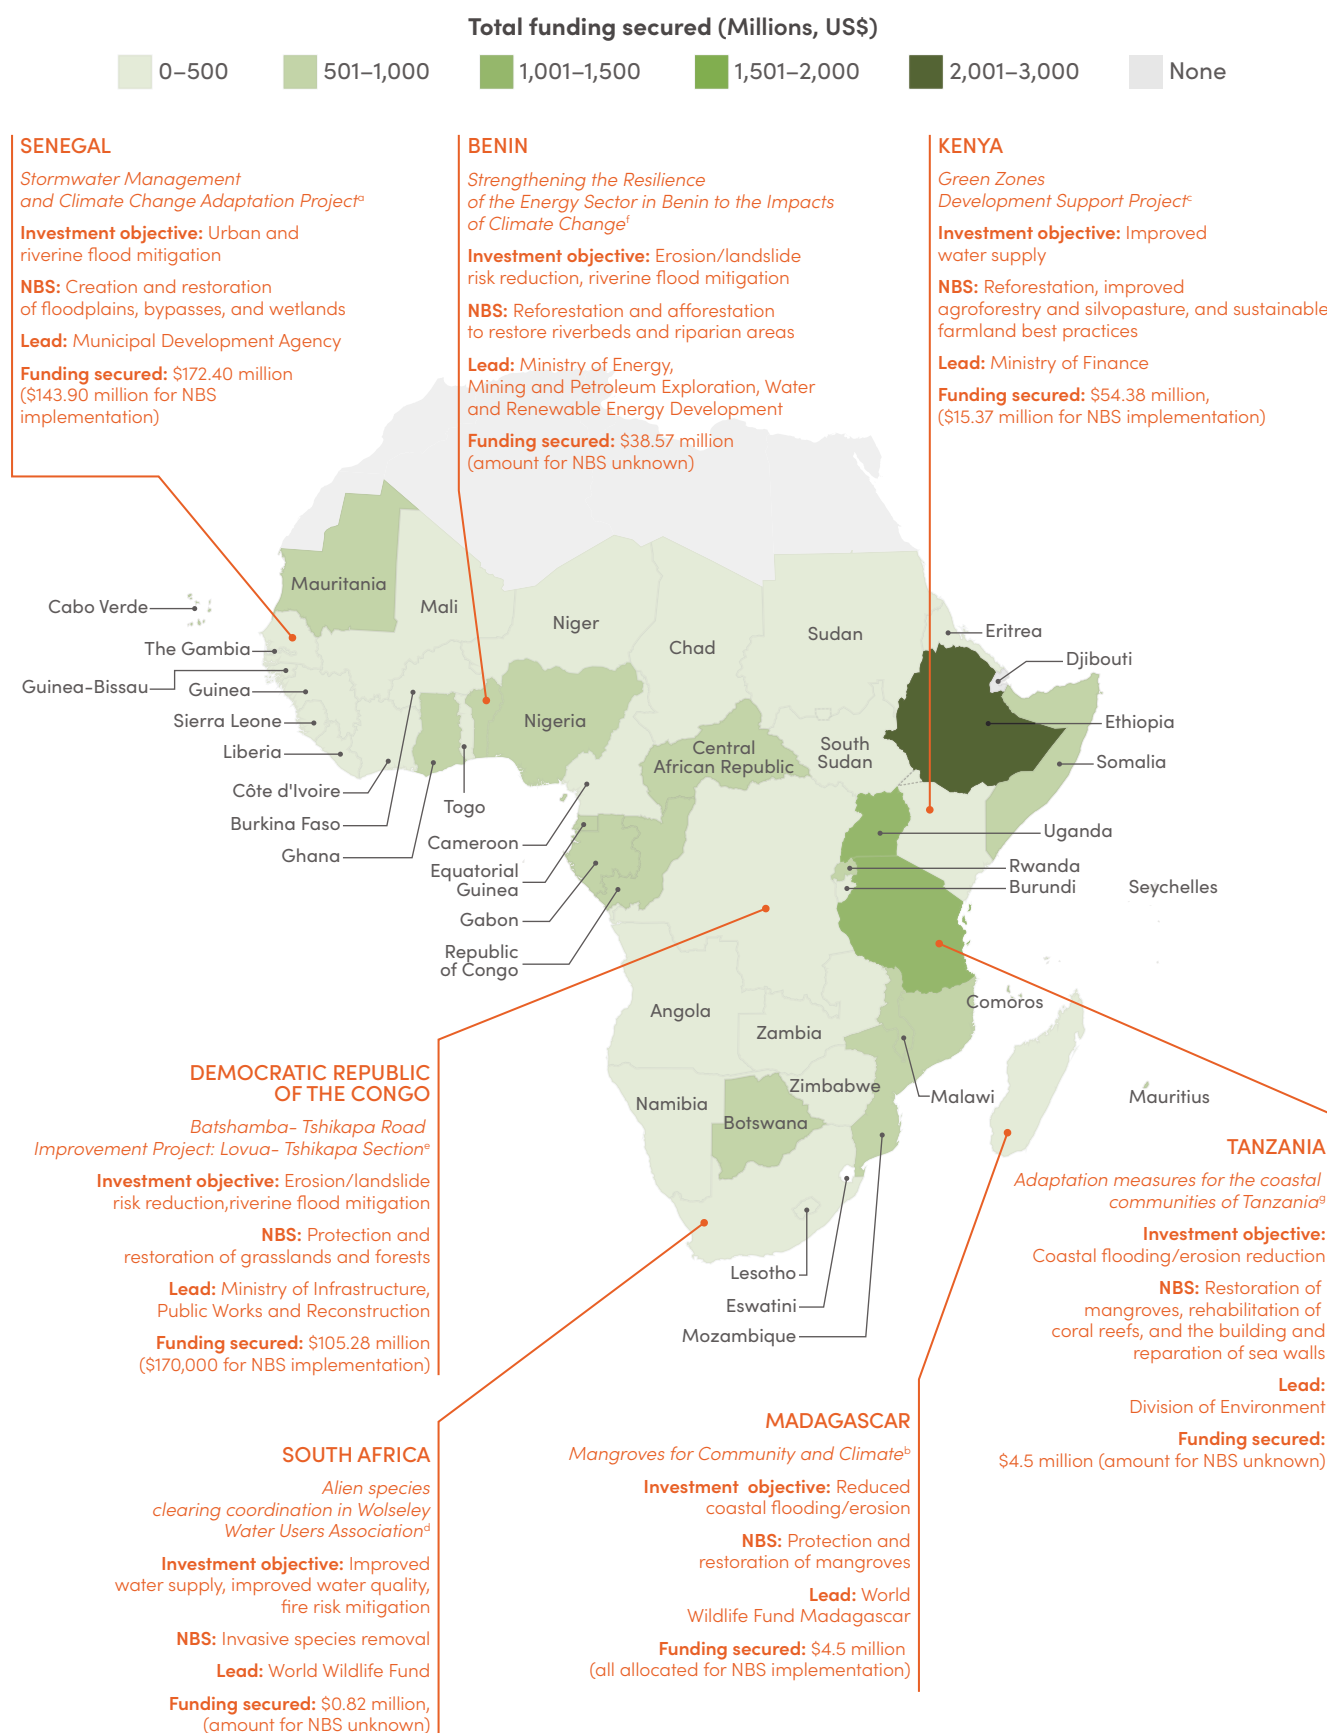 Total funding secured (Millions, US$)
0–500
501–1,000
1,001–1,500
1,501–2,000
2,001–3,000
None
SENEGAL
Stormwater Management
and Climate Change Adaptation Projectᵃ
Investment objective: Urban and
riverine flood mitigation
NBS: Creation and restoration
of floodplains, bypasses, and wetlands
Lead: Municipal Development Agency
Funding secured: $172.40 million
($143.90 million for NBS
implementation)
BENIN
Strengthening the Resilience
of the Energy Sector in Benin to the Impacts
of Climate Changeᶠ
Investment objective: Erosion/landslide
risk reduction, riverine flood mitigation
NBS: Reforestation and afforestation
to restore riverbeds and riparian areas
Lead: Ministry of Energy,
Mining and Petroleum Exploration, Water
and Renewable Energy Development
Funding secured: $38.57 million
(amount for NBS unknown)
KENYA
Green Zones
Development Support Projectᶜ
Investment objective: Improved
water supply
NBS: Reforestation, improved
agroforestry and silvopasture, and sustainable
farmland best practices
Lead: Ministry of Finance
Funding secured: $54.38 million,
($15.37 million for NBS implementation)
Mauritania
Cabo Verde
Mali
Niger
Chad
Sudan
Eritrea
The Gambia
Djibouti
Guinea-Bissau
Guinea
Sierra Leone
Nigeria
Ethiopia
Liberia
Central
African Republic
South
Sudan
Somalia
Côte d'Ivoire
Togo
Burkina Faso
Ghana
Cameroon
Uganda
Equatorial
Guinea
Rwanda
Burundi
Seychelles
Gabon
Republic
of Congo
Angola
Comoros
Zambia
Zimbabwe
Namibia
Botswana
Malawi
Mauritius
Lesotho
Eswatini
Mozambique
DEMOCRATIC REPUBLIC
OF THE CONGO
Batshamba- Tshikapa Road
Improvement Project: Lovua- Tshikapa Sectionᵉ
Investment objective: Erosion/landslide
risk reduction,riverine flood mitigation
NBS: Protection and
restoration of grasslands and forests
Lead: Ministry of Infrastructure,
Public Works and Reconstruction
Funding secured: $105.28 million
($170,000 for NBS implementation)
TANZANIA
Adaptation measures for the coastal
communities of Tanzaniaᵍ
Investment objective:
Coastal flooding/erosion reduction
NBS: Restoration of
mangroves, rehabilitation of
coral reefs, and the building and
reparation of sea walls
Lead:
Division of Environment
Funding secured:
$4.5 million (amount for NBS unknown)
SOUTH AFRICA
Alien species
clearing coordination in Wolseley
Water Users Associationᵈ
Investment objective: Improved
water supply, improved water quality,
fire risk mitigation
NBS: Invasive species removal
Lead: World Wildlife Fund
Funding secured: $0.82 million,
(amount for NBS unknown)
MADAGASCAR
Mangroves for Community and Climateᵇ
Investment objective: Reduced
coastal flooding/erosion
NBS: Protection and
restoration of mangroves
Lead: World
Wildlife Fund Madagascar
Funding secured: $4.5 million
(all allocated for NBS implementation)